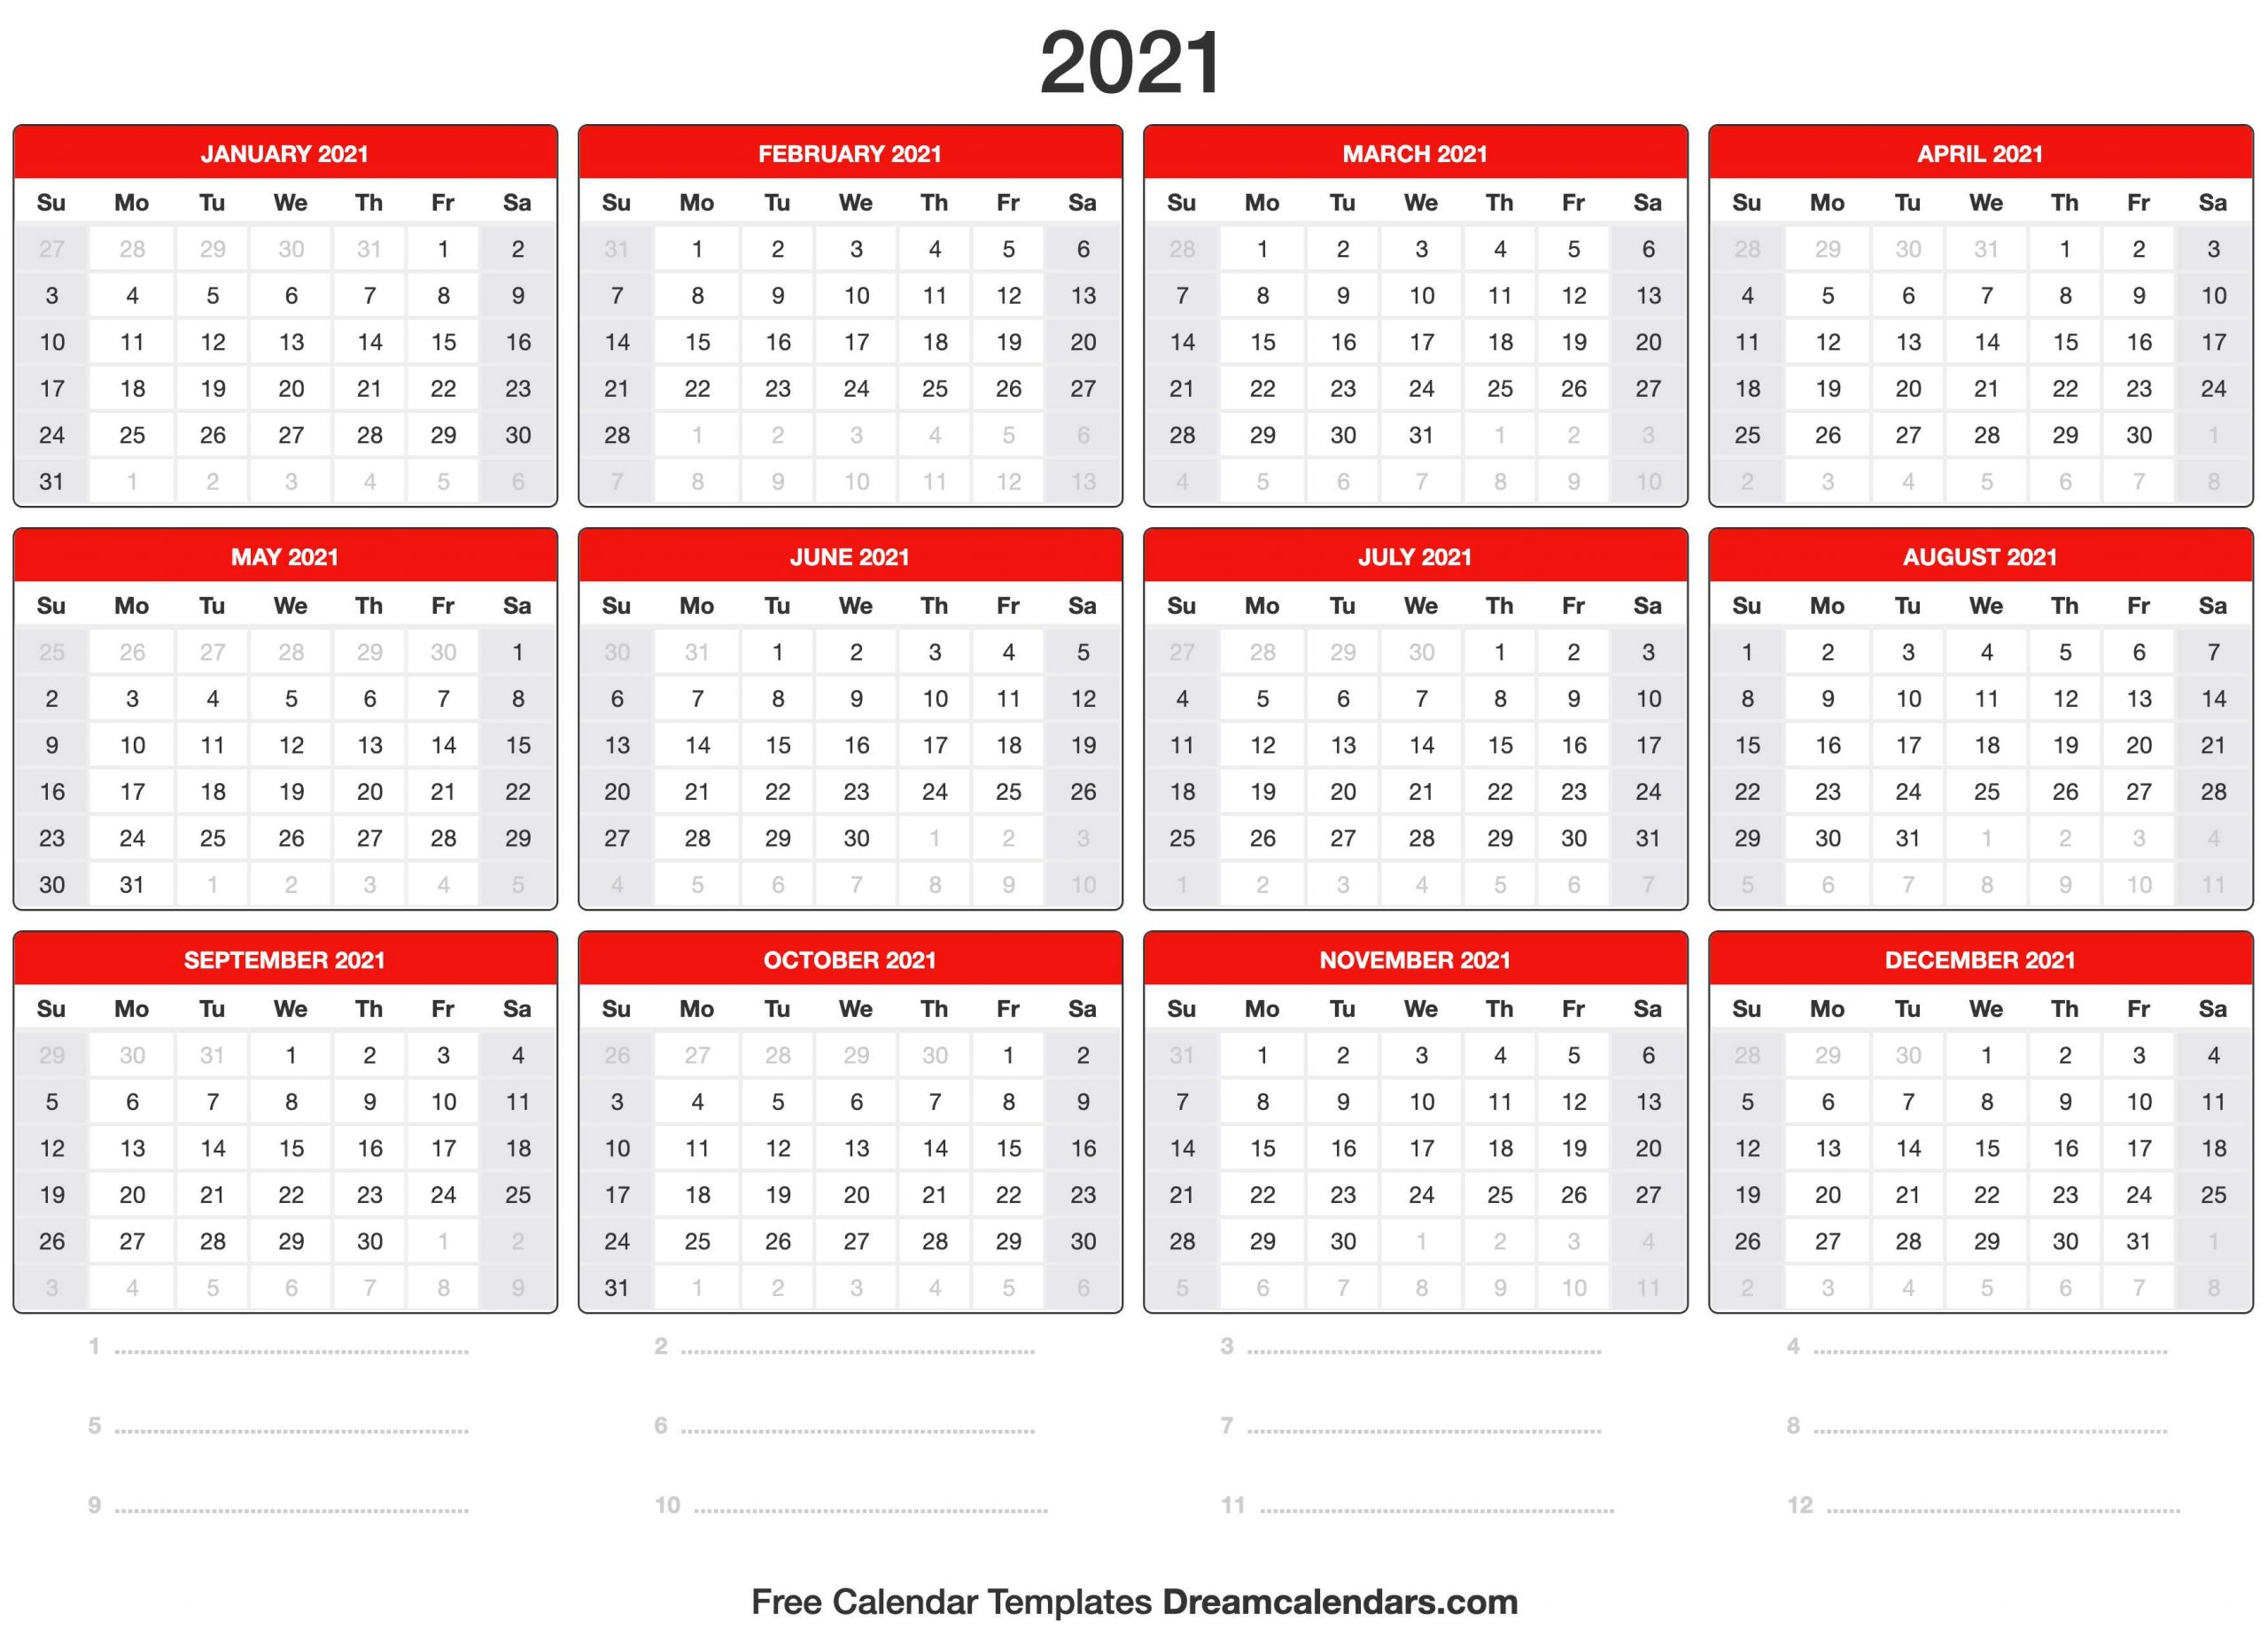 2021
JANUARY 2021
Su Mo Tu We Th Fr Sa
27 28 29 30 31 1 2
3 4 5 6 7 8 9
10 11 12 13 14 15 16
17 18 19 20 21 22 23
24 25 26 27 28 29 30
31 1 2 3 4 5 6
FEBRUARY 2021
Su Mo Tu We Th Fr Sa
31 1 2 3 4 5 6
7 8 9 10 11 12 13
14 15 16 17 18 19 20
21 22 23 24 25 26 27
28 1 2 3 4 5 6
7 8 9 10 11 12 13
MARCH 2021
Su Mo Tu We Th Fr Sa
28 1 2 3 4 5 6
7 8 9 10 11 12 13
14 15 16 17 18 19 20
21 22 23 24 25 26 27
28 29 30 31 1 2 3
4 5 6 7 8 9 10
APRIL 2021
Su Mo Tu We Th Fr Sa
28 29 30 31 1 2 3
4 5 6 7 8 9 10
11 12 13 14 15 16 17
18 19 20 21 22 23 24
25 26 27 28 29 30 1
2 3 4 5 6 7 8
MAY 2021
Su Mo Tu We Th Fr Sa
25 26 27 28 29 30 1
2 3 4 5 6 7 8
9 10 11 12 13 14 15
16 17 18 19 20 21 22
23 24 25 26 27 28 29
30 31 1 2 3 4 5
JUNE 2021
Su Mo Tu We Th Fr Sa
30 31 1 2 3 4 5
6 7 8 9 10 11 12
13 14 15 16 17 18 19
20 21 22 23 24 25 26
27 28 29 30 1 2 3
4 5 6 7 8 9 10
JULY 2021
Su Mo Tu We Th Fr Sa
27 28 29 30 1 2 3
4 5 6 7 8 9 10
11 12 13 14 15 16 17
18 19 20 21 22 23 24
25 26 27 28 29 30 31
1 2 3 4 5 6 7
AUGUST 2021
Su Mo Tu We Th Fr Sa
1 2 3 4 5 6 7
8 9 10 11 12 13 14
15 16 17 18 19 20 21
22 23 24 25 26 27 28
29 30 31 1 2 3 4
5 6 7 8 9 10 11
SEPTEMBER 2021
Su Mo Tu We Th Fr Sa
29 30 31 1 2 3 4
5 6 7 8 9 10 11
12 13 14 15 16 17 18
19 20 21 22 23 24 25
26 27 28 29 30 1 2
3 4 5 6 7 8 9
OCTOBER 2021
Su Mo Tu We Th Fr Sa
26 27 28 29 30 1 2
3 4 5 6 7 8 9
10 11 12 13 14 15 16
17 18 19 20 21 22 23
24 25 26 27 28 29 30
31 1 2 3 4 5 6
NOVEMBER 2021
Su Mo Tu We Th Fr Sa
31 1 2 3 4 5 6
7 8 9 10 11 12 13
14 15 16 17 18 19 20
21 22 23 24 25 26 27
28 29 30 1 2 3 4
5 6 7 8 9 10 11
DECEMBER 2021
Su Mo Tu We Th Fr Sa
28 29 30 1 2 3 4
5 6 7 8 9 10 11
12 13 14 15 16 17 18
19 20 21 22 23 24 25
26 27 28 29 30 31 1
2 3 4 5 6 7 8
1 2 3 4
5 6 7 8
9 10 11 12
Free Calendar Templates Dreamcalendars.com